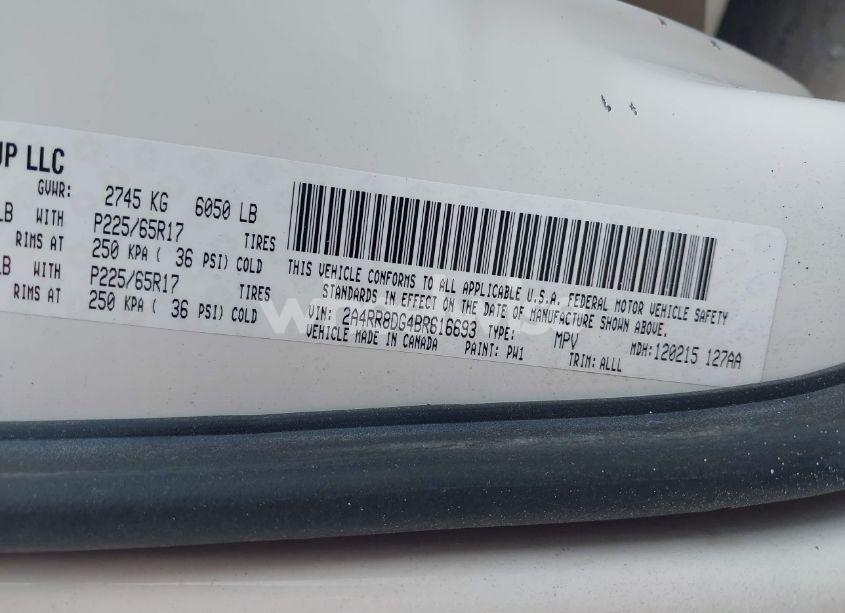 UP LLC
GVWR: 2745 KG 6050 LB
LB WITH P225/65R17 TIRES
RIMS AT 250 KPA ( 36 PSI) COLD
LB WITH P225/65R17 TIRES
RIMS AT 250 KPA ( 36 PSI) COLD
THIS VEHICLE CONFORMS TO ALL APPLICABLE U.S.A. FEDERAL MOTOR VEHICLE SAFETY
STANDARDS IN EFFECT ON THE DATE OF MANUFACTURE SHOWN ABOVE.
VIN: 2A4RR8DG4BR616693 TYPE: MPV MDH: 120215 127AA
VEHICLE MADE IN CANADA PAINT: PW1 TRIM: ALLL